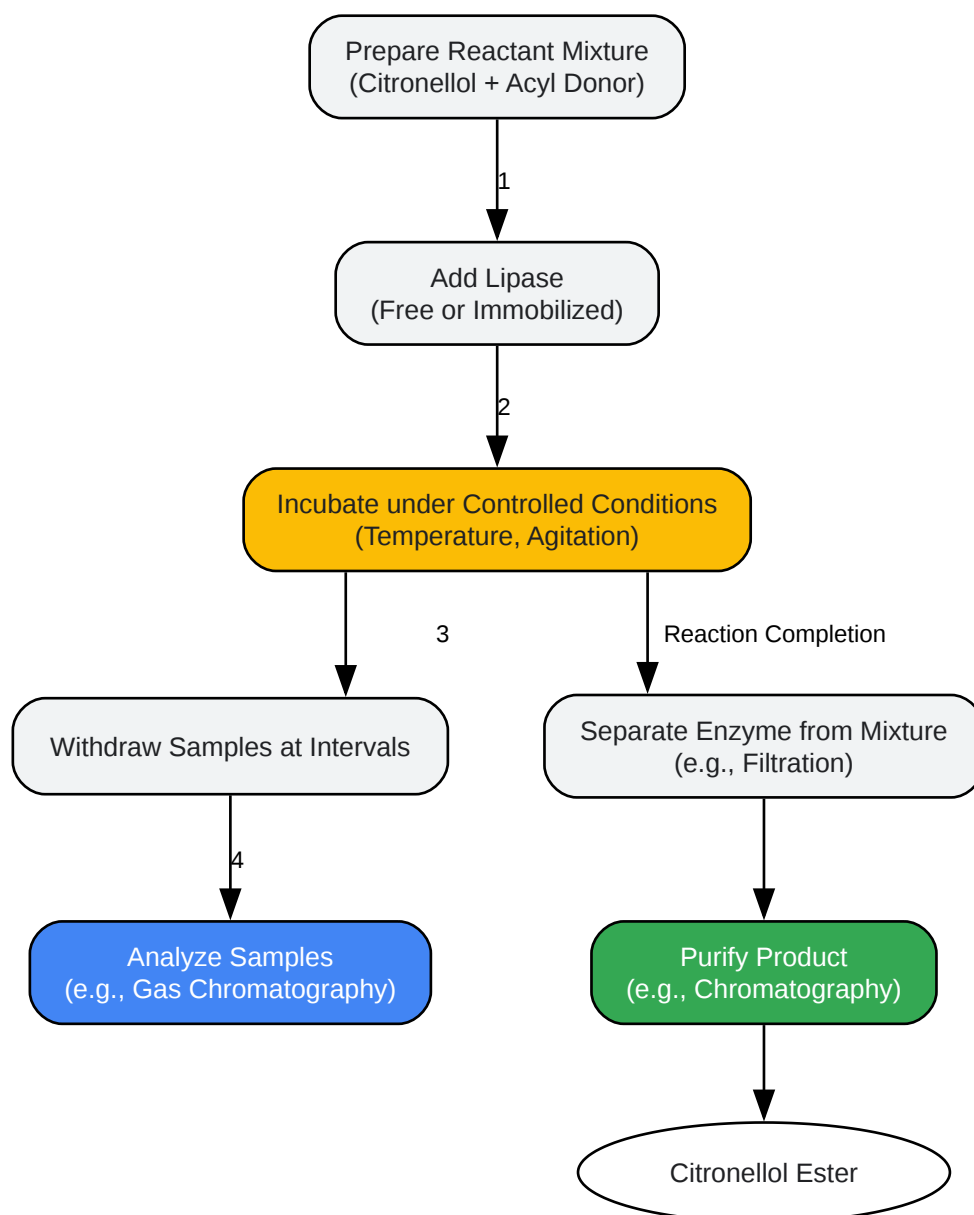 Prepare Reactant Mixture
(Citronellol + Acyl Donor)
1
Add Lipase
(Free or Immobilized)
2
Incubate under Controlled Conditions
(Temperature, Agitation)
3
Reaction Completion
Withdraw Samples at Intervals
Separate Enzyme from Mixture
(e.g., Filtration)
4
Analyze Samples
(e.g., Gas Chromatography)
Purify Product
(e.g., Chromatography)
Citronellol Ester